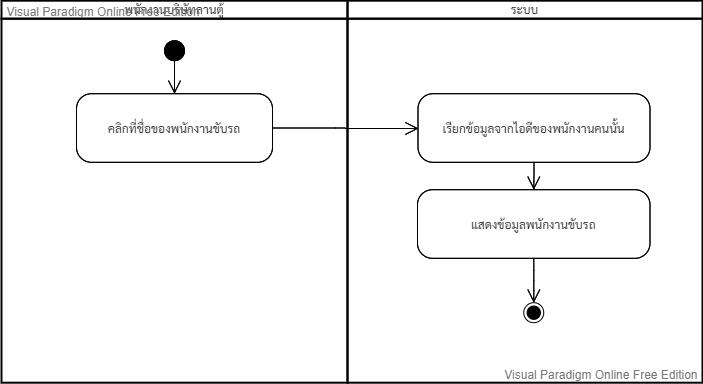 Visual Paradigm Online Free Edition
พนักงานบริษัทลานตู้
ระบบ
คลิกที่ชื่อของพนักงานขับรถ
เรียกข้อมูลจากไอดีของพนักงานคนนั้น
แสดงข้อมูลพนักงานขับรถ
Visual Paradigm Online Free Edition